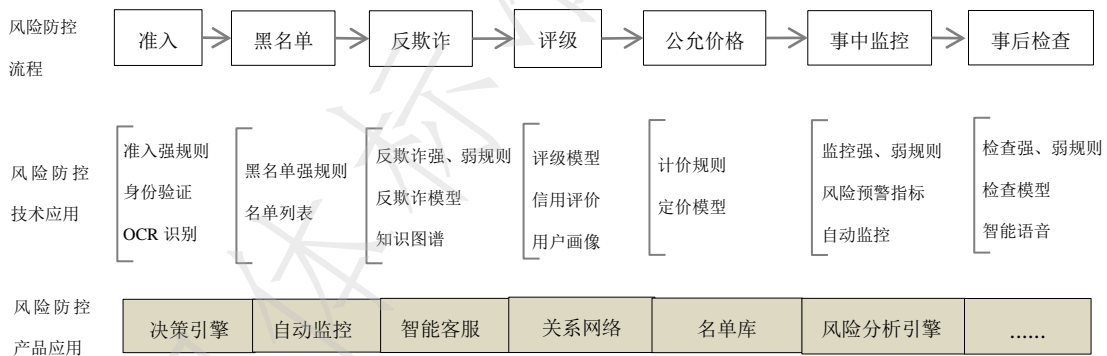 风险防控
流程
准入
黑名单
反欺诈
评级
公允价格
事中监控
事后检查
风险防控
技术应用
准入强规则
身份验证
OCR 识别
黑名单强规则
名单列表
反欺诈强、弱规则
反欺诈模型
知识图谱
评级模型
信用评价
用户画像
计价规则
定价模型
监控强、弱规则
风险预警指标
自动监控
检查强、弱规则
检查模型
智能语音
风险防控
产品应用
决策引擎
自动监控
智能客服
关系网络
名单库
风险分析引擎
......
体标